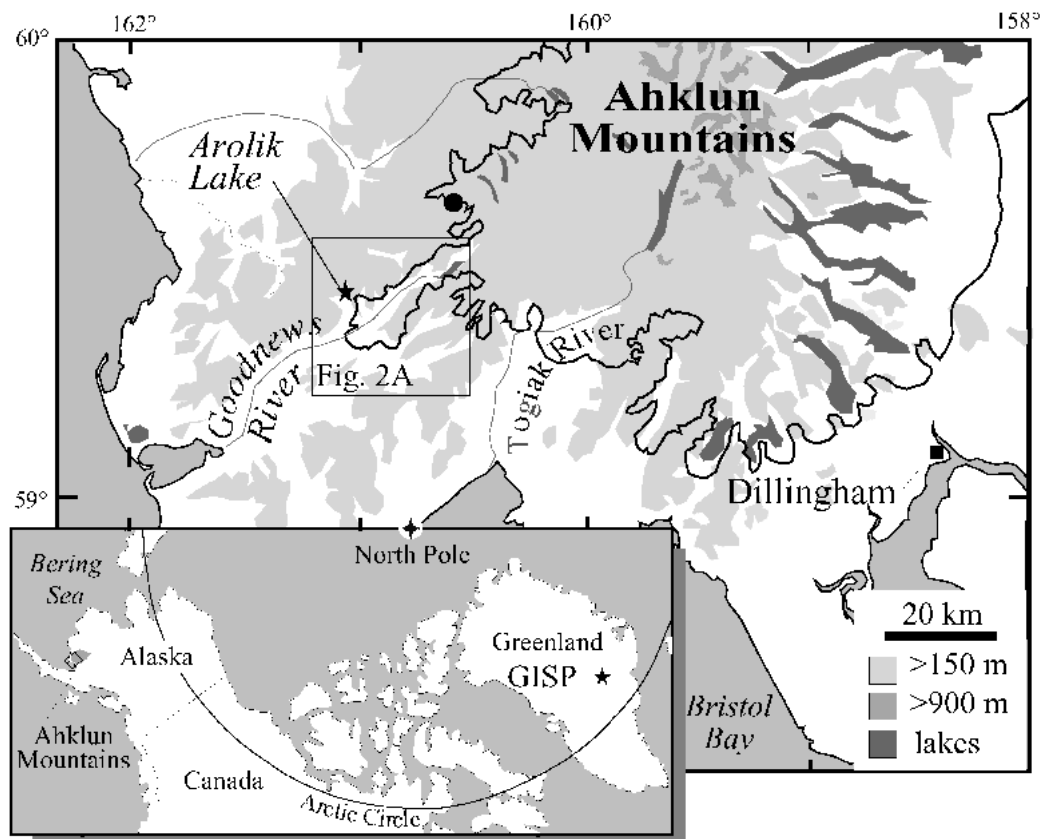 162°
160°
158°
60°
Ahklun
Mountains
Arolik
Lake
Goodnews
River
Fig. 2A
Togiak
River
59°
Dillingham
North Pole
Bering
Sea
Alaska
Greenland
GISP
Ahklun
Mountains
Canada
Arctic Circle
Bristol
Bay
20 km
>150 m
>900 m
lakes